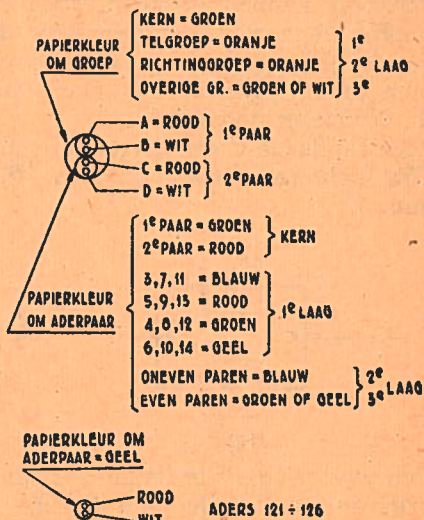 KERN = GROEN
TELGROEP = ORANJE
RICHTINGGROEP = ORANJE
OVERIGE GR. = GROEN OF WIT
1e
2e LAAG
3e
PAPIERKLEUR
OM GROEP
A = ROOD
B = WIT
1e PAAR
C = ROOD
D = WIT
2e PAAR
1e PAAR = GROEN
2e PAAR = ROOD
KERN
PAPIERKLEUR
OM ADERPAAR
3,7,11 = BLAUW
5,9,13 = ROOD
4,8,12 = GROEN
6,10,14 = GEEL
1e LAAG
ONEVEN PAREN = BLAUW
EVEN PAREN = GROEN OF GEEL
2e
3e LAAG
PAPIERKLEUR OM
ADERPAAR = GEEL
ROOD
WIT
ADERS 121 ÷ 126